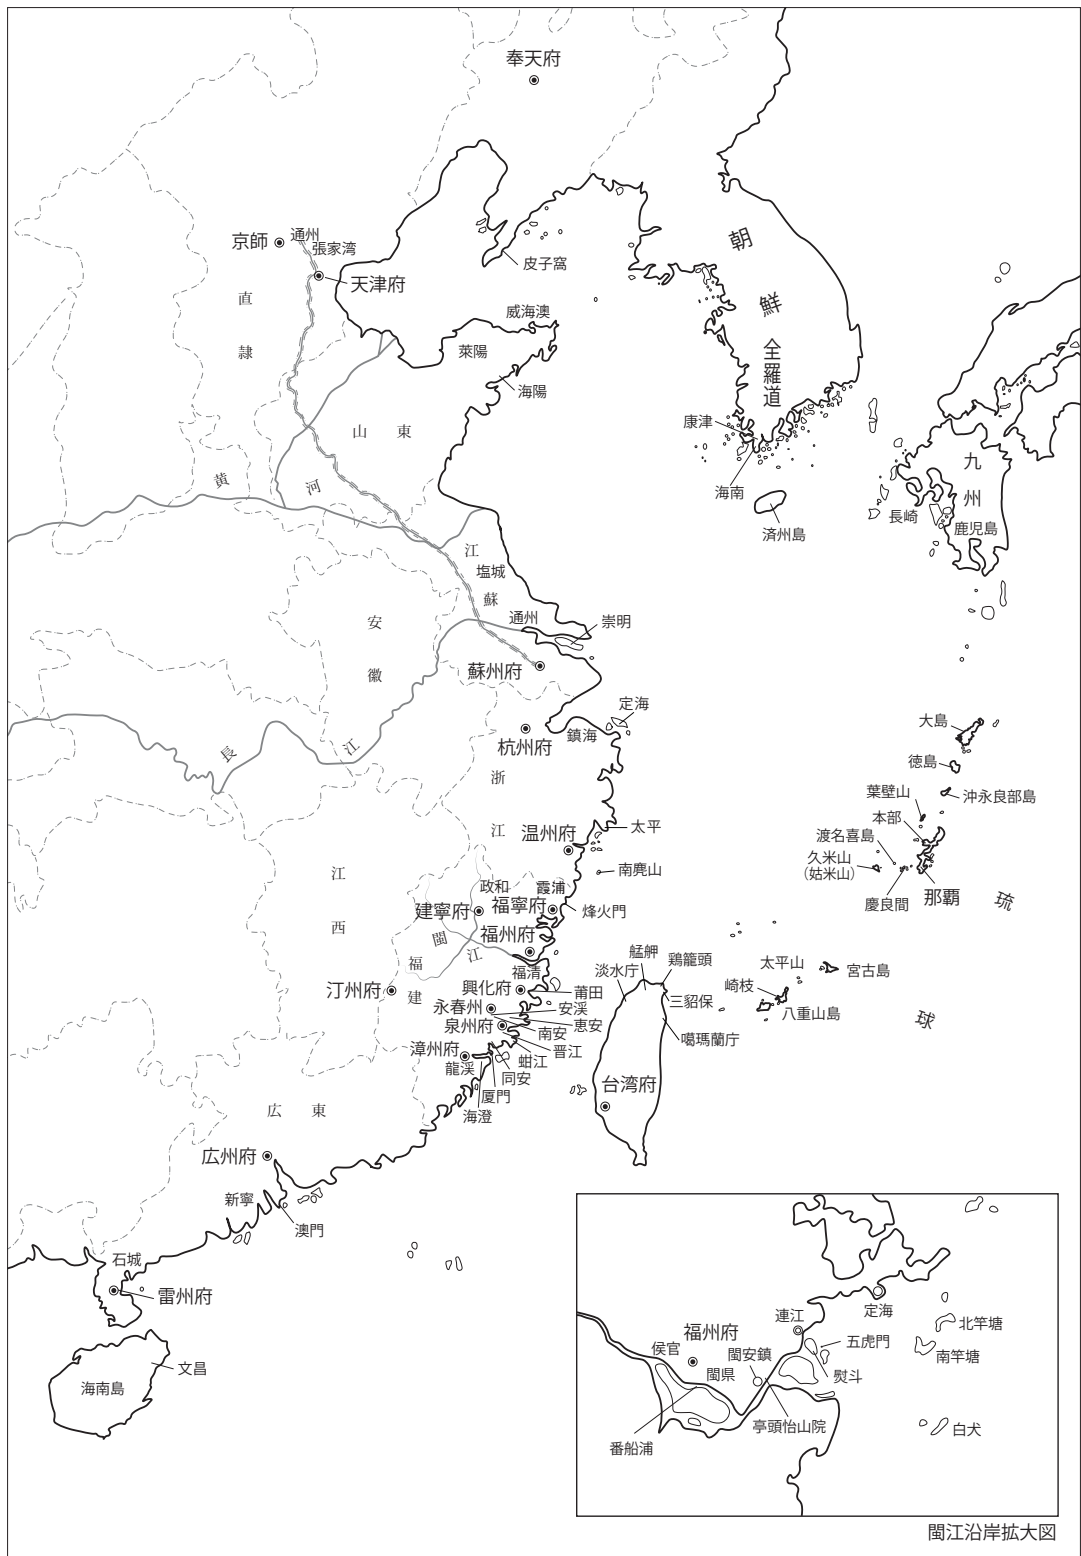 奉天府
京師
通州
張家湾
天津府
皮子窩
直隷
威海澳
萊陽
海陽
山東
朝鮮
全羅道
康津
海南
済州島
九州
長崎
鹿児島
黄河
江蘇
塩城
通州
崇明
安徽
蘇州府
定海
鎮海
杭州府
長江
浙江
大島
徳島
沖永良部島
葉壁山
本部
渡名喜島
久米山
（姑米山）
慶良間
那覇
琉球
太平
温州府
南麂山
江西
政和
霞浦
建寧府
福寧府
烽火門
閩江
福州府
福建
福清
汀州府
興化府
莆田
永春州
安渓
恵安
泉州府
南安
晋江
漳州府
蚶江
龍渓
同安
厦門
海澄
艋舺
淡水庁
鶏籠頭
三貂保
噶瑪蘭庁
台湾府
太平山
宮古島
崎枝
八重山島
広東
広州府
新寧
澳門
石城
雷州府
文昌
海南島
定海
連江
福州府
侯官
閩安鎮
閩県
五虎門
熨斗
北竿塘
南竿塘
亭頭怡山院
番船浦
白犬
閩江沿岸拡大図